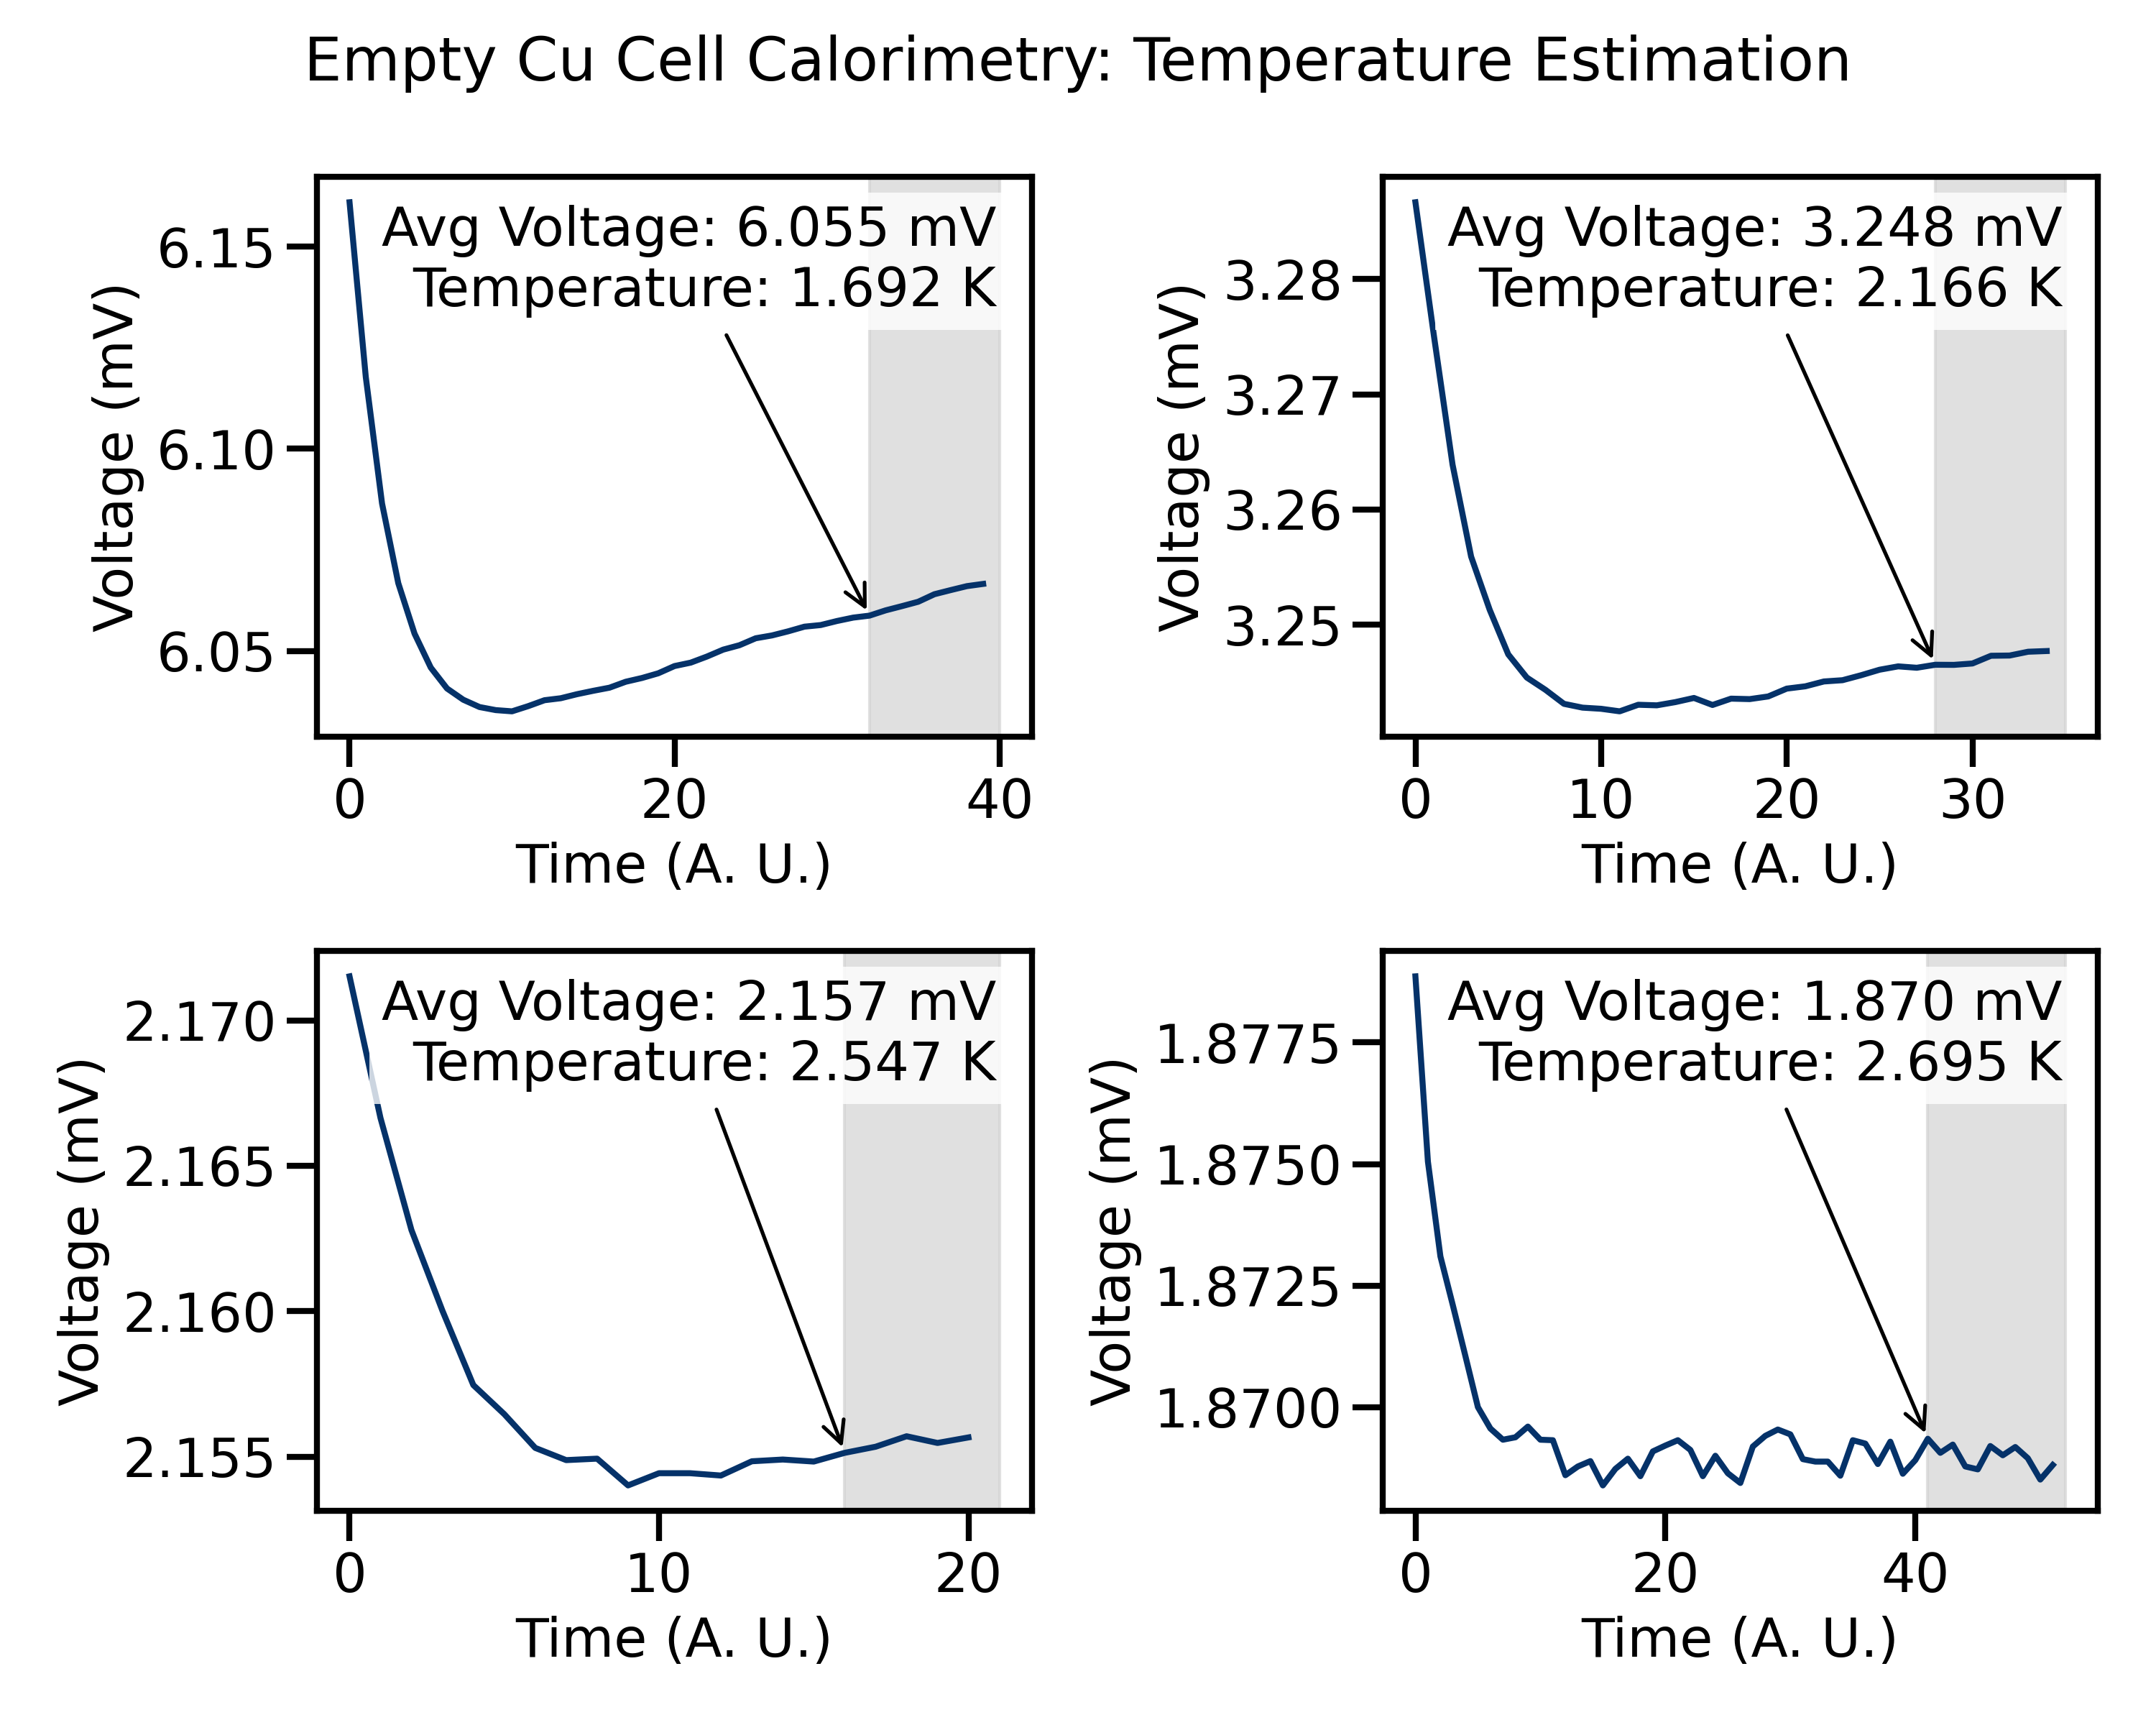 Empty Cu Cell Calorimetry: Temperature Estimation
Avg Voltage: 6.055 mV
Temperature: 1.692 K
Voltage (mV)
6.15
6.10
6.05
0 20 40
Time (A. U.)
Avg Voltage: 3.248 mV
Temperature: 2.166 K
Voltage (mV)
3.28
3.27
3.26
3.25
0 10 20 30
Time (A. U.)
Avg Voltage: 2.157 mV
Temperature: 2.547 K
Voltage (mV)
2.170
2.165
2.160
2.155
0 10 20
Time (A. U.)
Avg Voltage: 1.870 mV
Temperature: 2.695 K
Voltage (mV)
1.8775
1.8750
1.8725
1.8700
0 20 40
Time (A. U.)